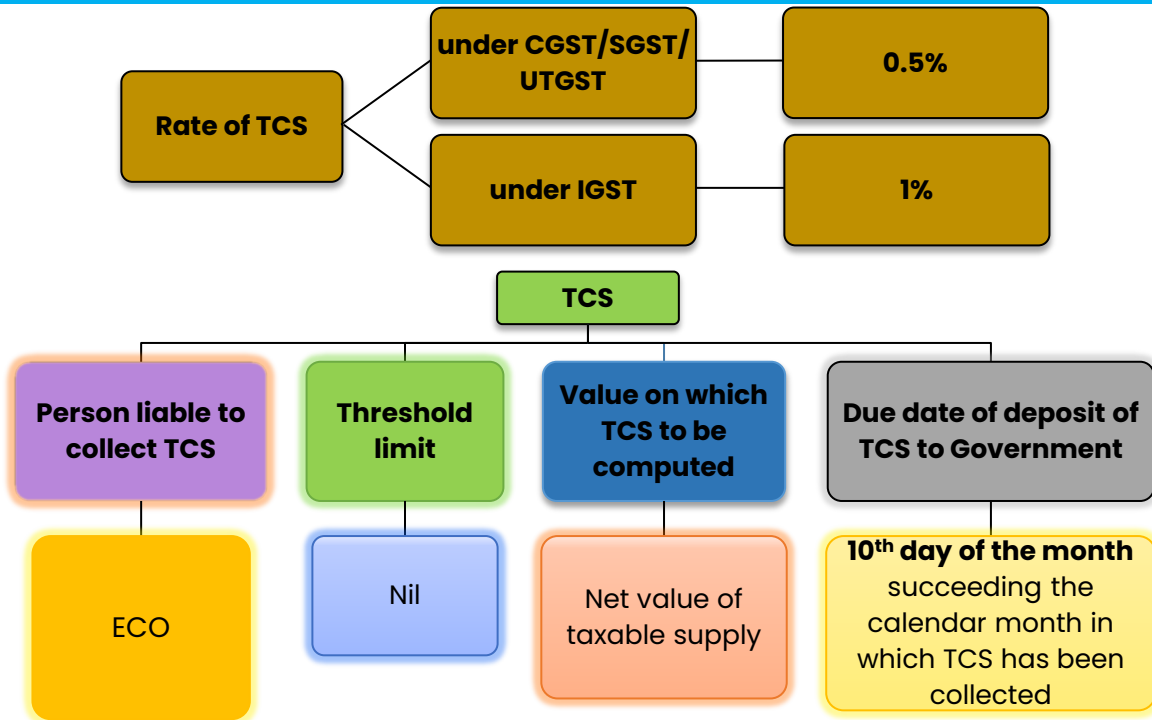 under CGST/SGST/
UTGST
0.5%
Rate of TCS
under IGST
1%
TCS
Person liable to
collect TCS
Threshold
limit
Value on which
TCS to be
computed
Due date of deposit of
TCS to Government
ECO
Nil
Net value of
taxable supply
10th day of the month
succeeding the
calendar month in
which TCS has been
collected